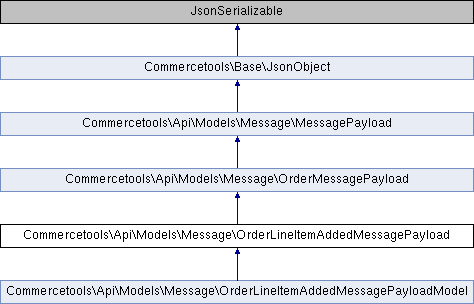 JsonSerializable
Commercetools\Base\JsonObject
Commercetools\Api\Models\Message\MessagePayload
Commercetools\Api\Models\Message\OrderMessagePayload
Commercetools\Api\Models\Message\OrderLineItemAddedMessagePayload
Commercetools\Api\Models\Message\OrderLineItemAddedMessagePayloadModel